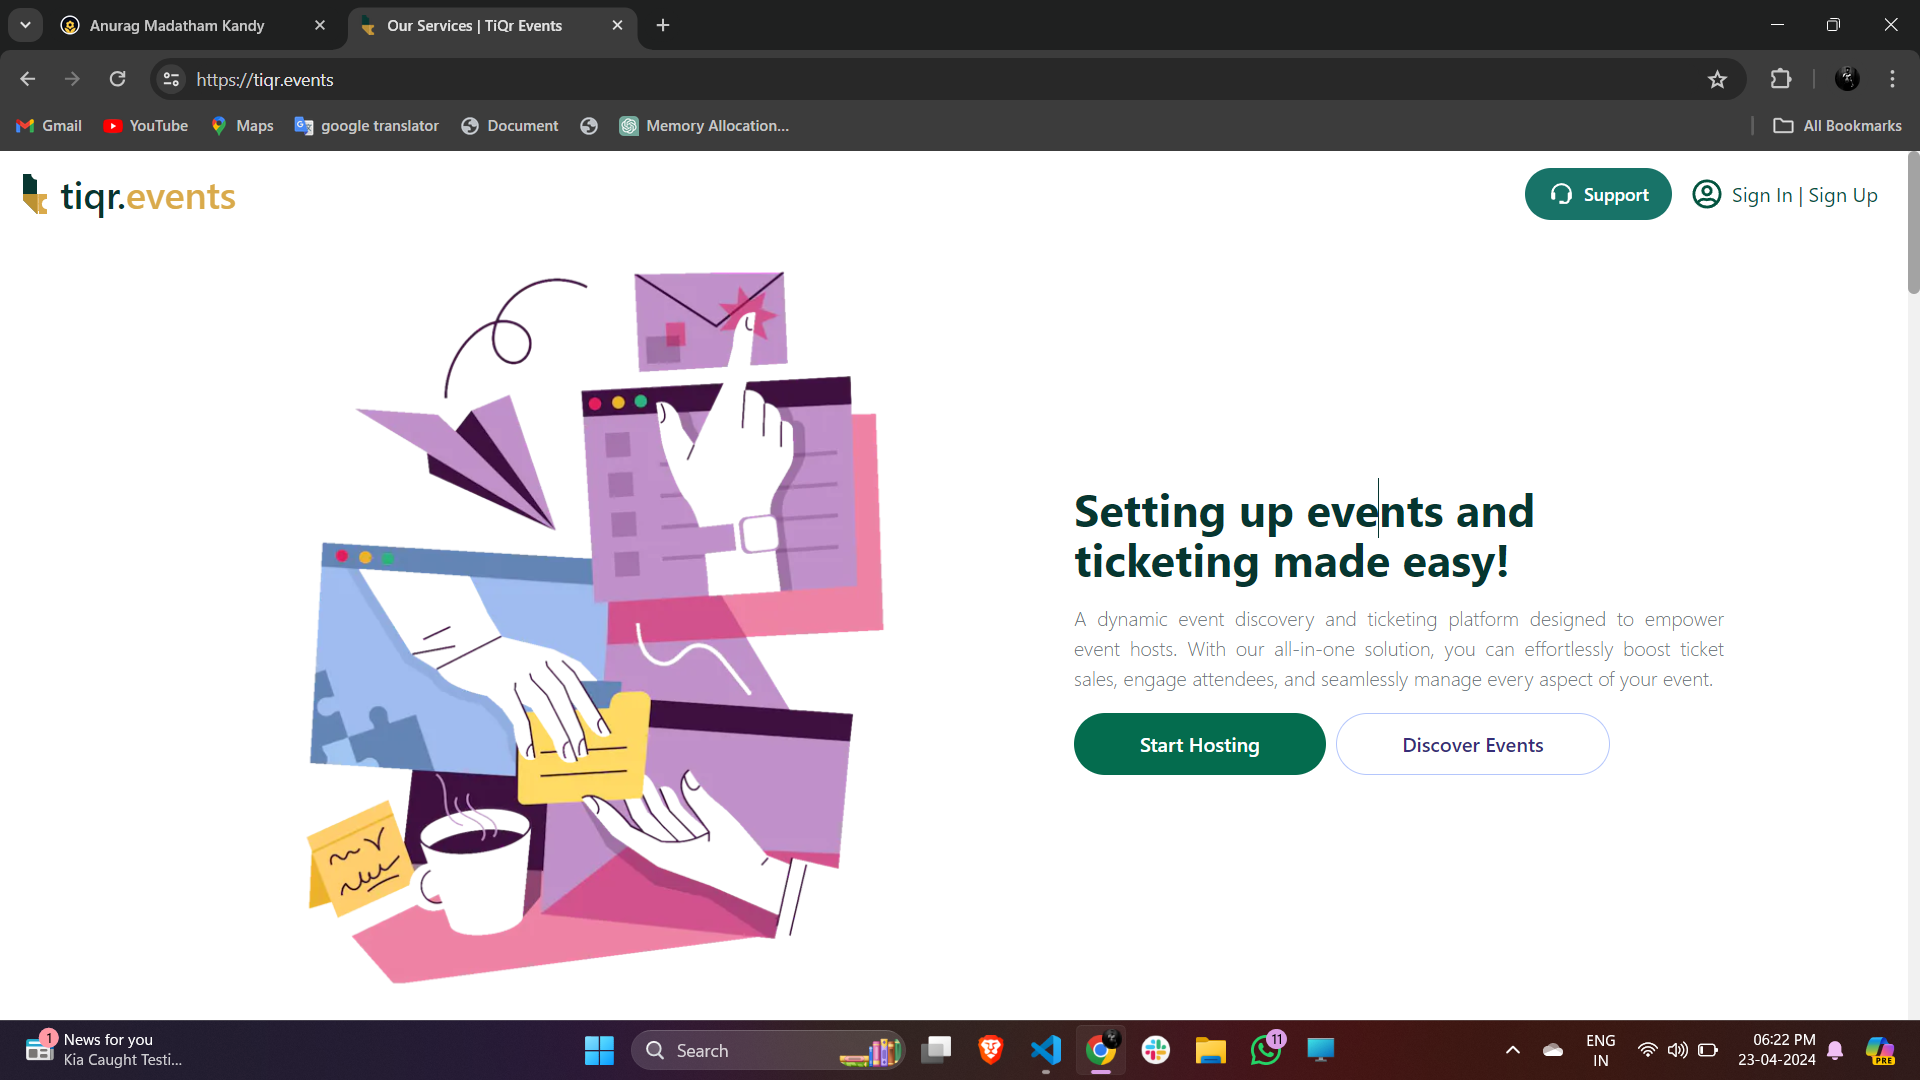 Anurag Madatham Kandy
Our Services | TiQr Events
https://tiqr.events
Gmail
YouTube
Maps
google translator
Document
Memory Allocation...
All Bookmarks
tiqr.events
Support
Sign In | Sign Up
Setting up events and
ticketing made easy!
A dynamic event discovery and ticketing platform designed to empower
event hosts. With our all-in-one solution, you can effortlessly boost ticket
sales, engage attendees, and seamlessly manage every aspect of your event.
Start Hosting
Discover Events
1
News for you
Kia Caught Testi...
Search
11
ENG
IN
06:22 PM
23-04-2024
PRE